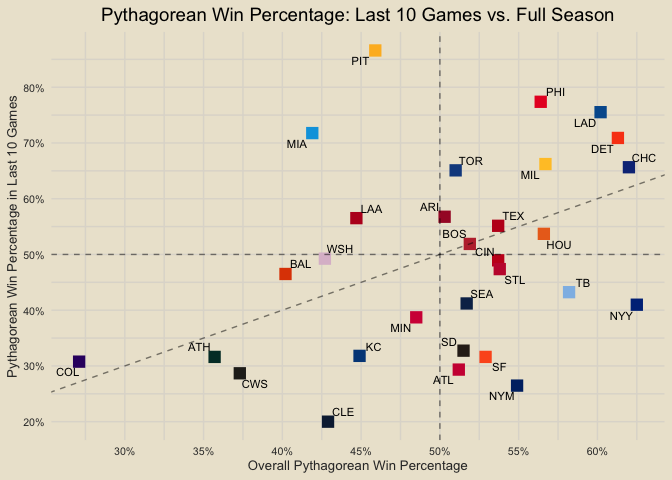 Pythagorean Win Percentage: Last 10 Games vs. Full Season
PIT
PHI
LAD
MIA
DET
CHC
TOR
MIL
LAA
ARI
TEX
BOS
HOU
WSH
CIN
BAL
STL
TB
SEA
NYY
MIN
SD
ATH
KC
SF
COL
CWS
ATL
NYM
CLE
80%
70%
60%
50%
40%
30%
20%
Pythagorean Win Percentage in Last 10 Games
30%
35%
40%
45%
50%
55%
60%
Overall Pythagorean Win Percentage